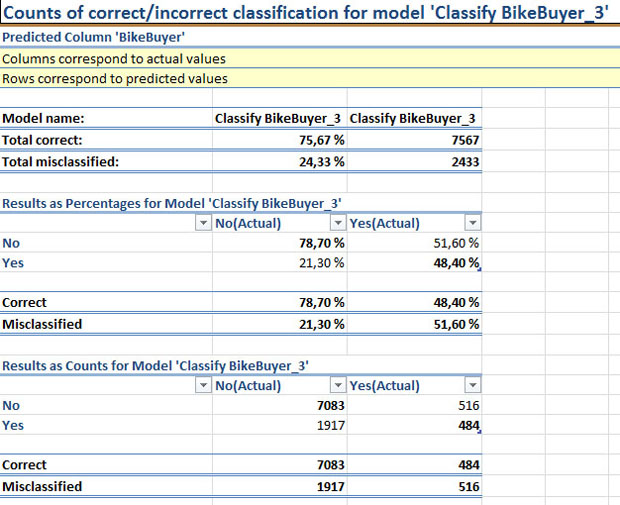 Counts of correct/incorrect classification for model 'Classify BikeBuyer_3'
Predicted Column 'BikeBuyer'
Columns correspond to actual values
Rows correspond to predicted values
Model name: Classify BikeBuyer_3 Classify BikeBuyer_3
Total correct: 75,67 % 7567
Total misclassified: 24,33 % 2433
Results as Percentages for Model 'Classify BikeBuyer_3'
No(Actual) Yes(Actual)
No 78,70 % 51,60 %
Yes 21,30 % 48,40 %
Correct 78,70 % 48,40 %
Misclassified 21,30 % 51,60 %
Results as Counts for Model 'Classify BikeBuyer_3'
No(Actual) Yes(Actual)
No 7083 516
Yes 1917 484
Correct 7083 484
Misclassified 1917 516